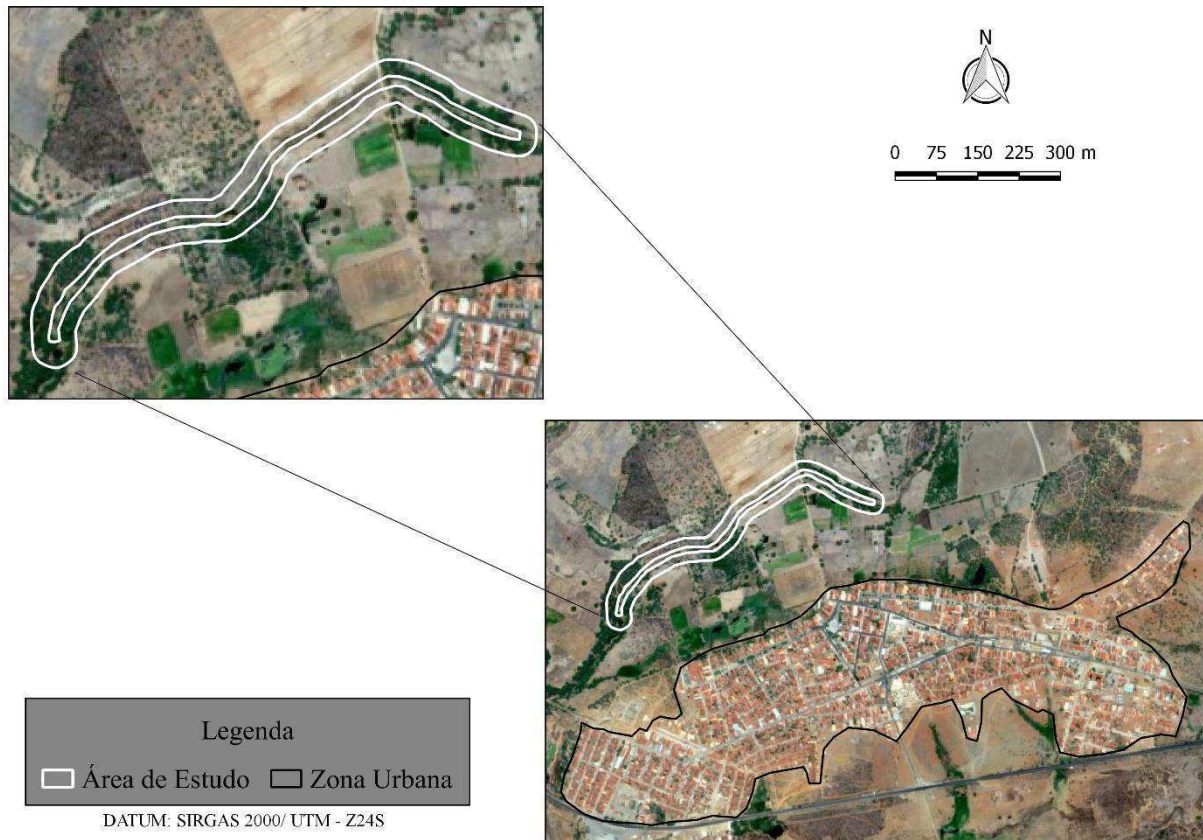 N
0 75 150 225 300 m
Legenda
Área de Estudo Zona Urbana
DATUM: SIRGAS 2000/ UTM - Z24S